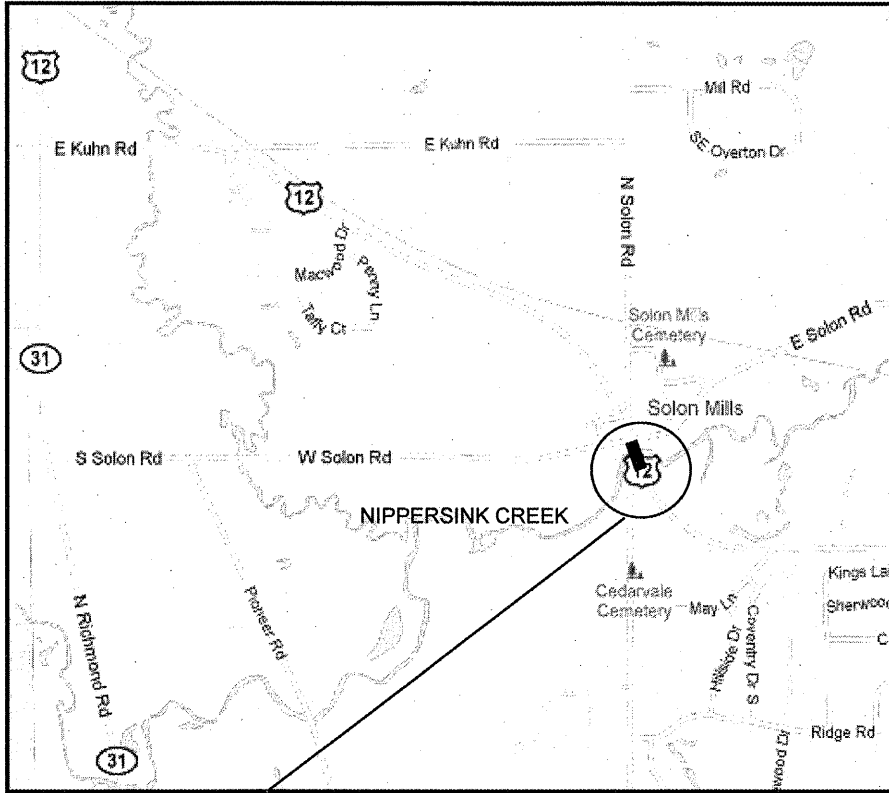 12
Mill Rd
E Kuhn Rd
E Kuhn Rd
SE Overton Dr
12
N Solon Rd
Macwood Dr
Penny Ln
Taffy Ct
Solon Mills
Cemetery
E Solon Rd
31
Solon Mills
S Solon Rd
W Solon Rd
12
NIPPERSINK CREEK
Cedarvale
Cemetery
May Ln
Kings La
Sherwood
C
N Richmond Rd
Pioneer Rd
Hillside Dr
Coventry Dr S
Ridge Rd
31